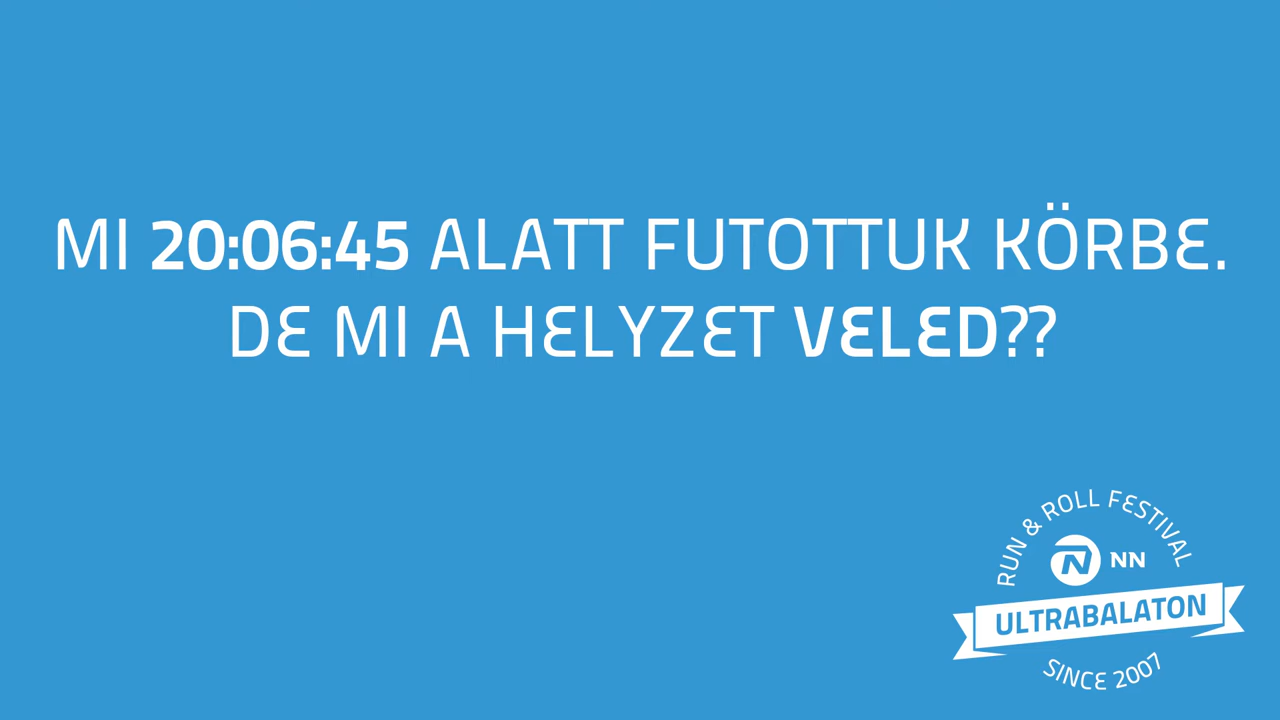 MI 20:06:45 ALATT FUTOTTUK KÖRBE.
DE MI A HELYZET VELED??
RUN & ROLL FESTIVAL
N NN
ULTRABALATON
SINCE 2007